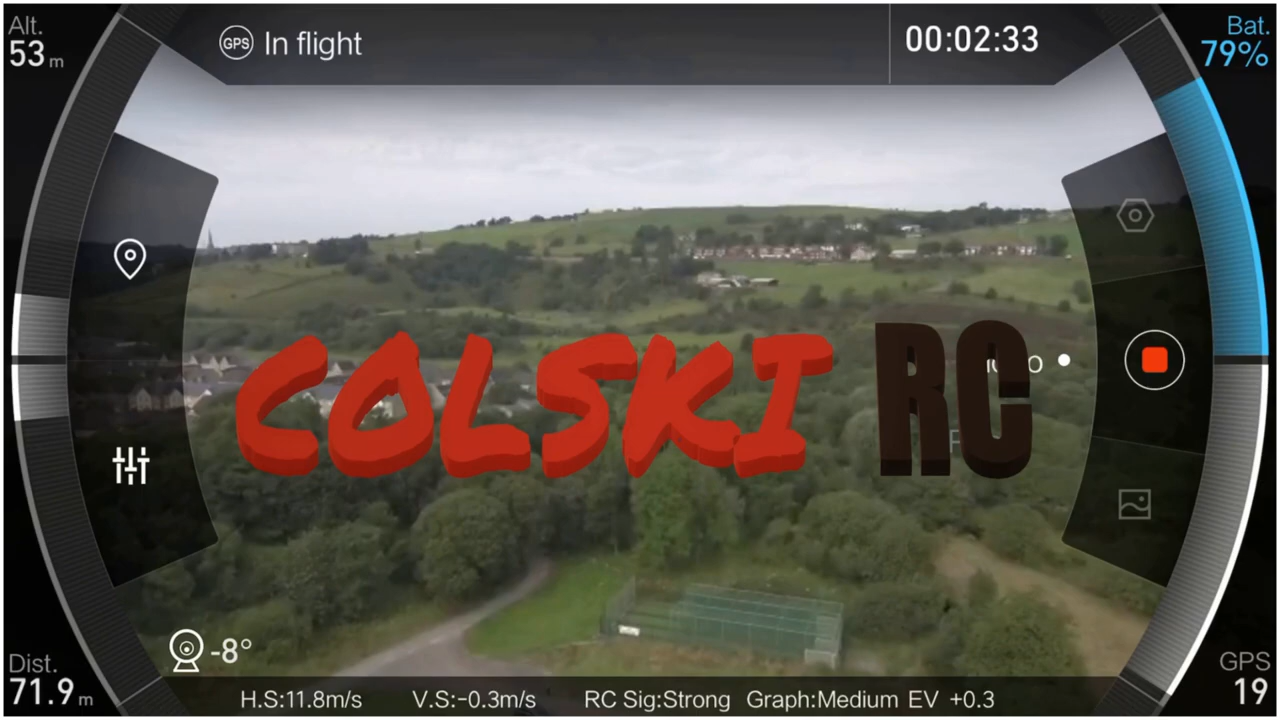 Alt.
53 m
GPS In flight
00:02:33
Bat.
79%
COLSKI RC
-8°
Dist.
71.9 m
H.S:11.8m/s V.S:-0.3m/s RC Sig:Strong Graph:Medium EV +0.3
GPS
19